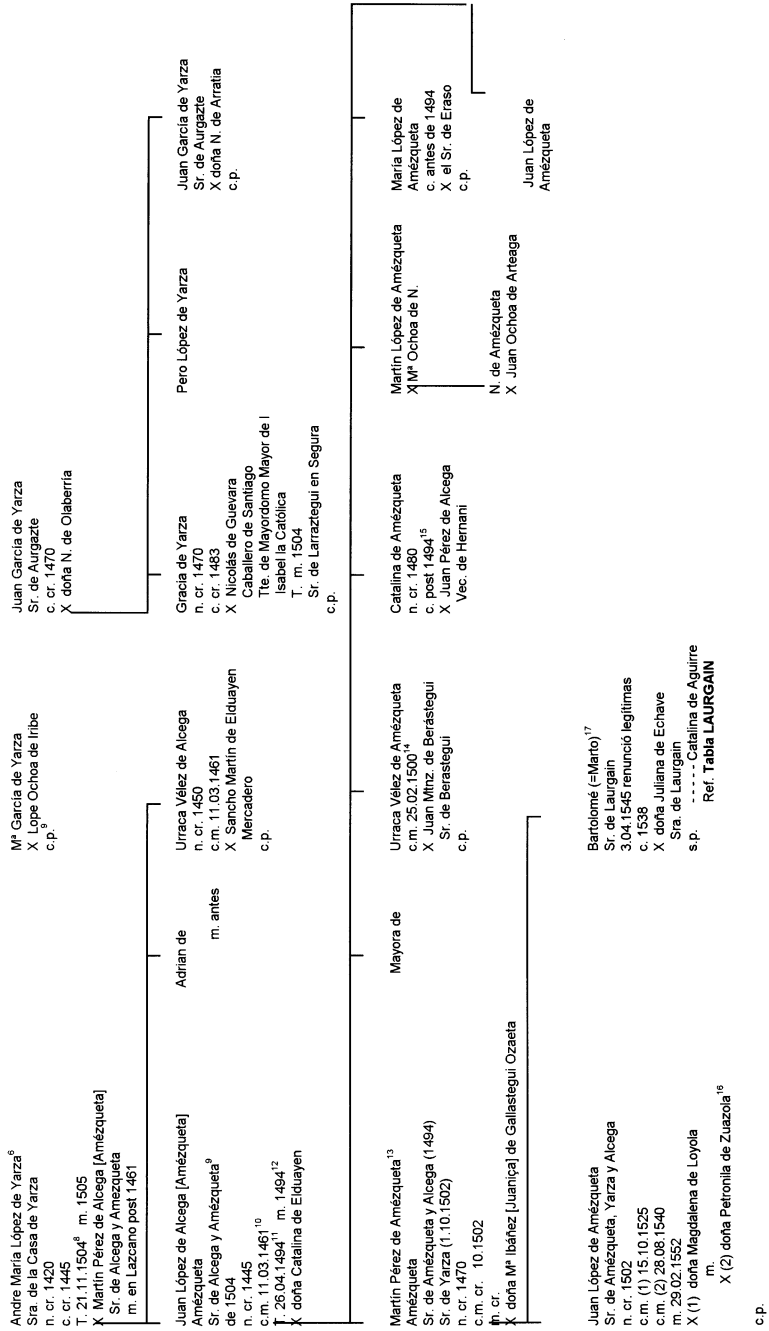 Andre María López de Yarza⁶
Sra. de la Casa de Yarza
n. cr. 1420
c. cr. 1445
T. 21.11.1504⁸ m. 1505
X Martín Pérez de Alcega [Amézqueta]
Sr. de Alcega y Amezqueta
m. en Lazcano post 1461
Mª García de Yarza
X Lope Ochoa de Iribe
c.p.⁹
Juan García de Yarza
Sr. de Aurgazte
c. cr. 1470
X doña N. de Olaberría
Juan López de Alcega [Amézqueta]
Amézqueta
Sr. de Alcega y Amézqueta⁹
de 1504
n. cr. 1445
c.m. 11.03.1461¹⁰
T. 26.04.1494¹¹ m. 1494¹²
X doña Catalina de Elduayen
Adrian de
m. antes
Urraca Vélez de Alcega
n. cr. 1450
c.m. 11.03.1461
X Sancho Martín de Elduayen
Mercadero
c.p.
Gracia de Yarza
n. cr. 1470
c. cr. 1483
X Nicolás de Guevara
Caballero de Santiago
Tte. de Mayordomo Mayor de I
Isabel la Católica
T. m. 1504
Sr. de Larraztegui en Segura
c.p.
Pero López de Yarza
Juan García de Yarza
Sr. de Aurgazte
X doña N. de Arratia
c.p.
Martín Pérez de Amézqueta¹³
Amézqueta
Sr. de Amézqueta y Alcega (1494)
Sr. de Yarza (1.10.1502)
n. cr. 1470
c.m. cr. 10.1502
m. cr.
X doña Mª Ibáñez [Juaniça] de Gallastegui Ozaeta
Mayora de
Urraca Vélez de Amézqueta
c.m. 25.02.1500¹⁴
X Juan Mtnz. de Berástegui
Sr. de Berastegui
c.p.
Catalina de Amézqueta
n. cr. 1480
c. post 1494¹⁵
X Juan Pérez de Alcega
Vec. de Hernani
Martín López de Amézqueta
X Mª Ochoa de N.
María López de
Amézqueta
c. antes de 1494
X el Sr. de Eraso
c.p.
N. de Amézqueta
X Juan Ochoa de Arteaga
Juan López de
Amézqueta
Juan López de Amézqueta
Sr. de Amézqueta, Yarza y Alcega
n. cr. 1502
c.m. (1) 15.10.1525
c.m. (2) 28.08.1540
m. 29.02.1552
X (1) doña Magdalena de Loyola
m.
X (2) doña Petronila de Zuazola¹⁶
c.p.
Bartolomé (=Marto)¹⁷
Sr. de Laurgain
3.04.1545 renunció legítimas
c. 1538
X doña Juliana de Echave
Sra. de Laurgain
s.p. ----- Catalina de Aguirre
Ref. Tabla LAURGAIN